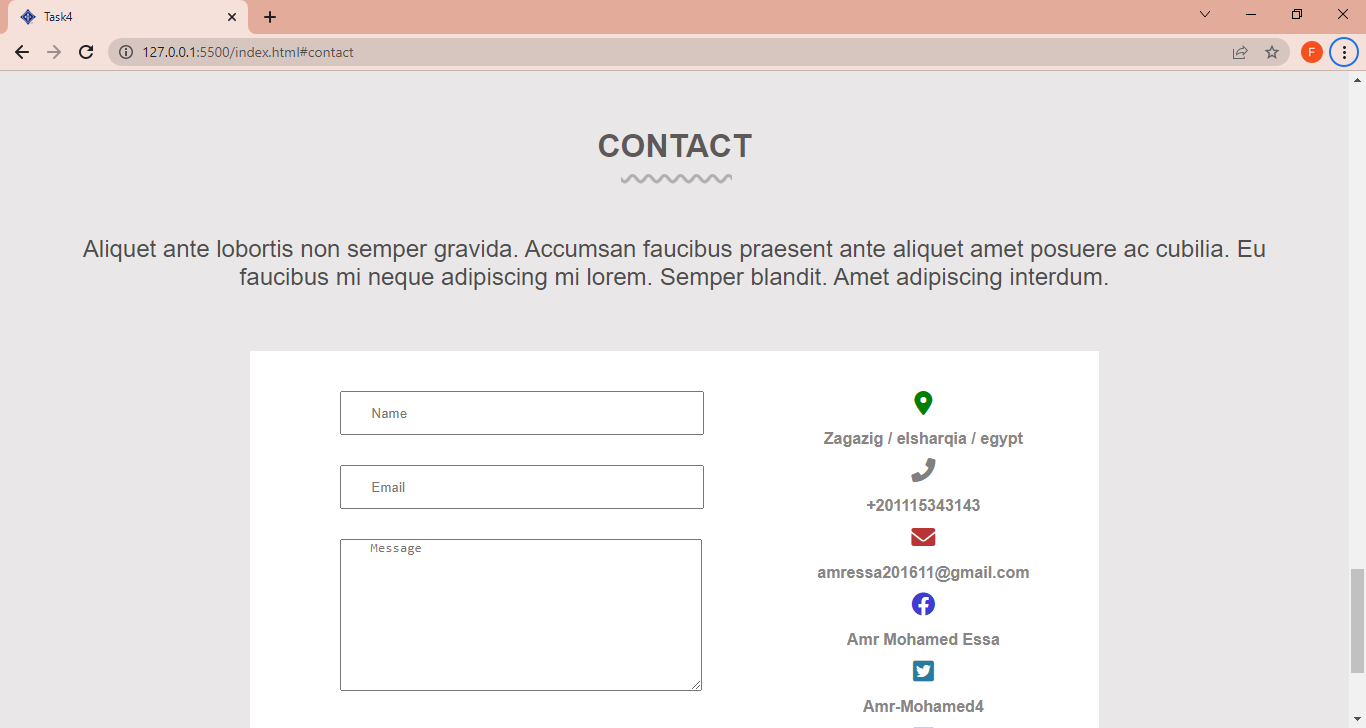 Task4
127.0.0.1:5500/index.html#contact
F
CONTACT
Aliquet ante lobortis non semper gravida. Accumsan faucibus praesent ante aliquet amet posuere ac cubilia. Eu
faucibus mi neque adipiscing mi lorem. Semper blandit. Amet adipiscing interdum.
Name
Email
Message
Zagazig / elsharqia / egypt
+201115343143
amressa201611@gmail.com
Amr Mohamed Essa
Amr-Mohamed4